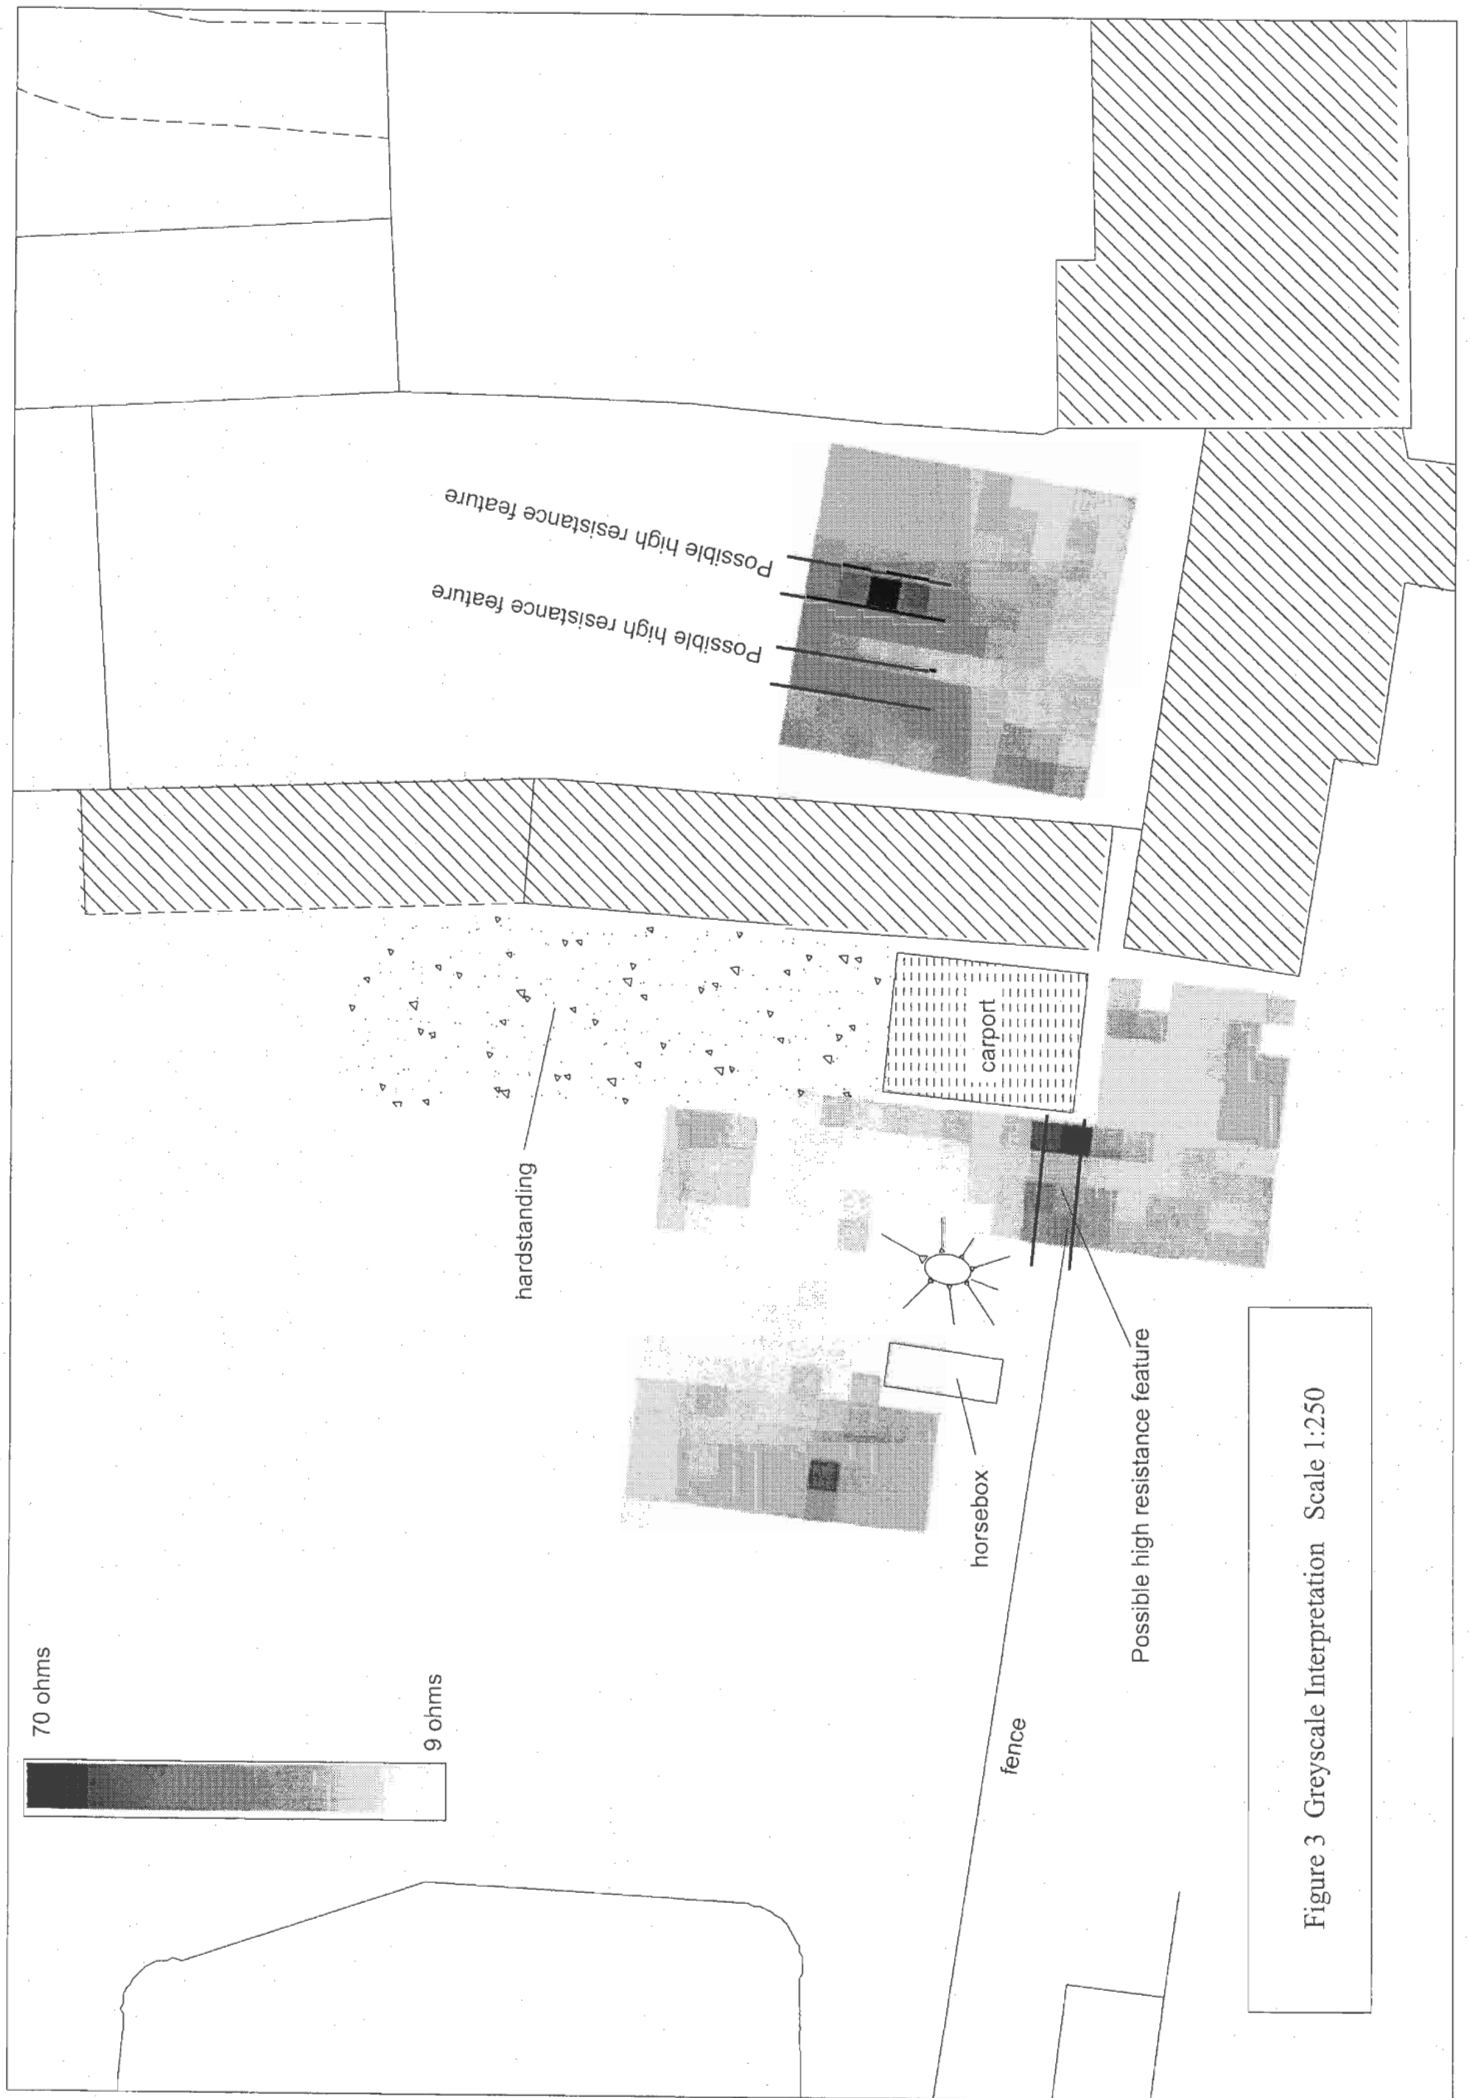 70 ohms
9 ohms
hardstanding
Possible high resistance feature
Possible high resistance feature
carport
horsebox
fence
Possible high resistance feature
Figure 3 Greyscale Interpretation Scale 1:250